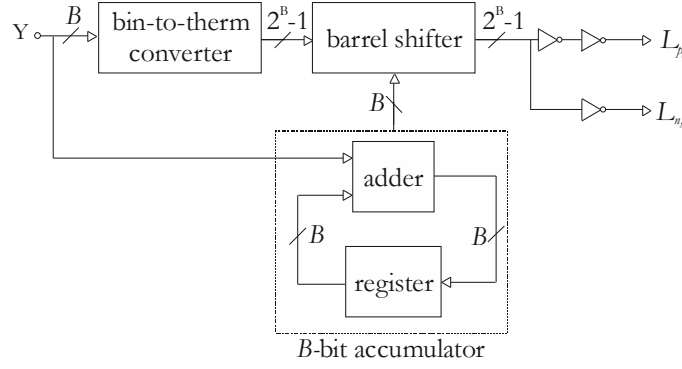 Y
B
bin-to-therm
converter
2^B-1
barrel shifter
2^B-1
L_p
B
L_n
adder
B
B
register
B-bit accumulator